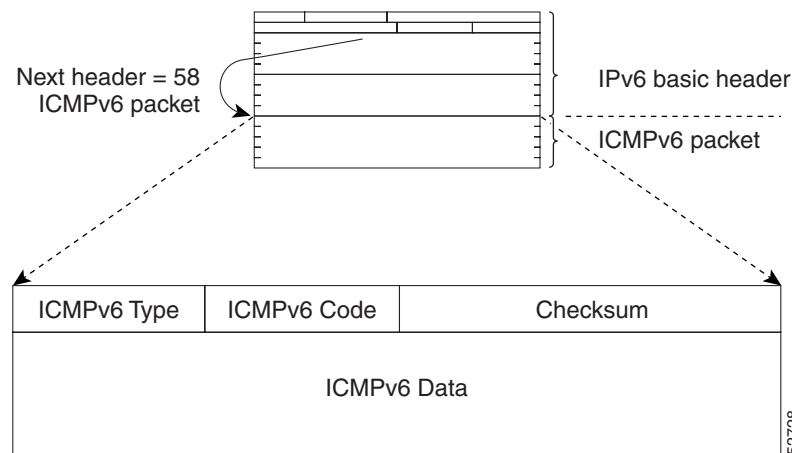 Next header = 58
ICMPv6 packet
IPv6 basic header
ICMPv6 packet
ICMPv6 Type
ICMPv6 Code
Checksum
ICMPv6 Data